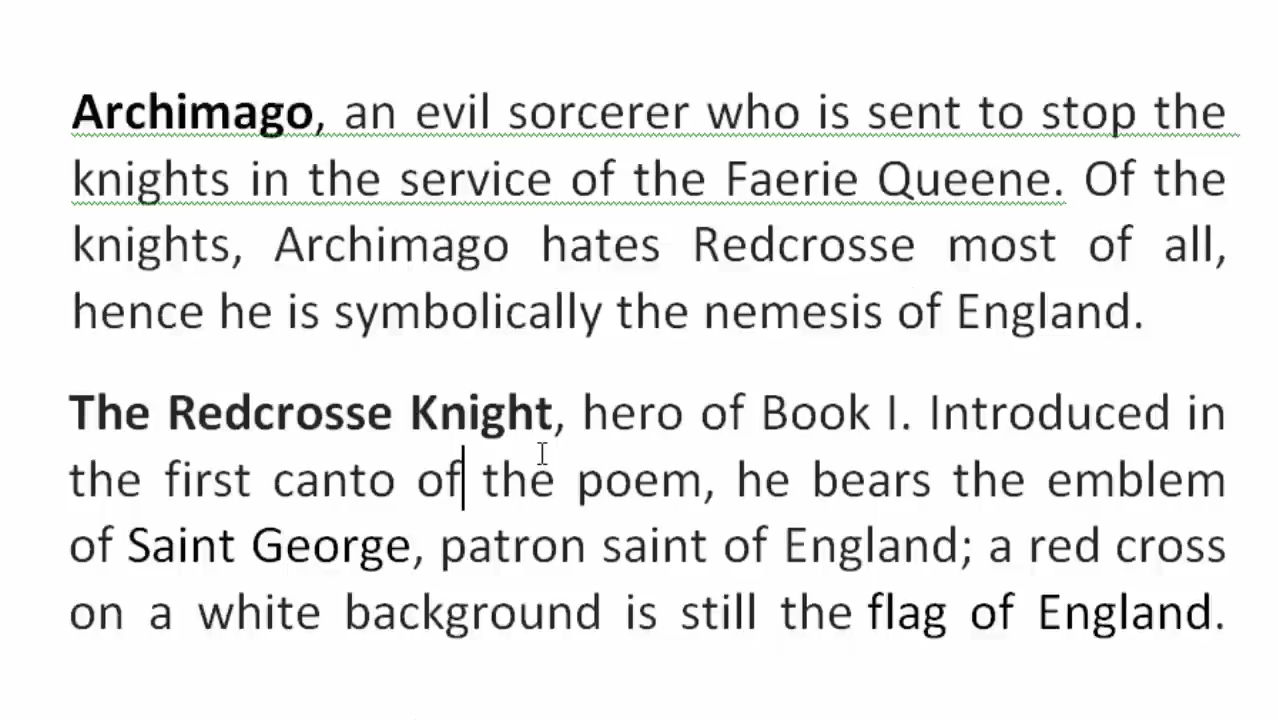 Archimago, an evil sorcerer who is sent to stop the
knights in the service of the Faerie Queene. Of the
knights, Archimago hates Redcrosse most of all,
hence he is symbolically the nemesis of England.
The Redcrosse Knight, hero of Book I. Introduced in
the first canto of the poem, he bears the emblem
of Saint George, patron saint of England; a red cross
on a white background is still the flag of England.